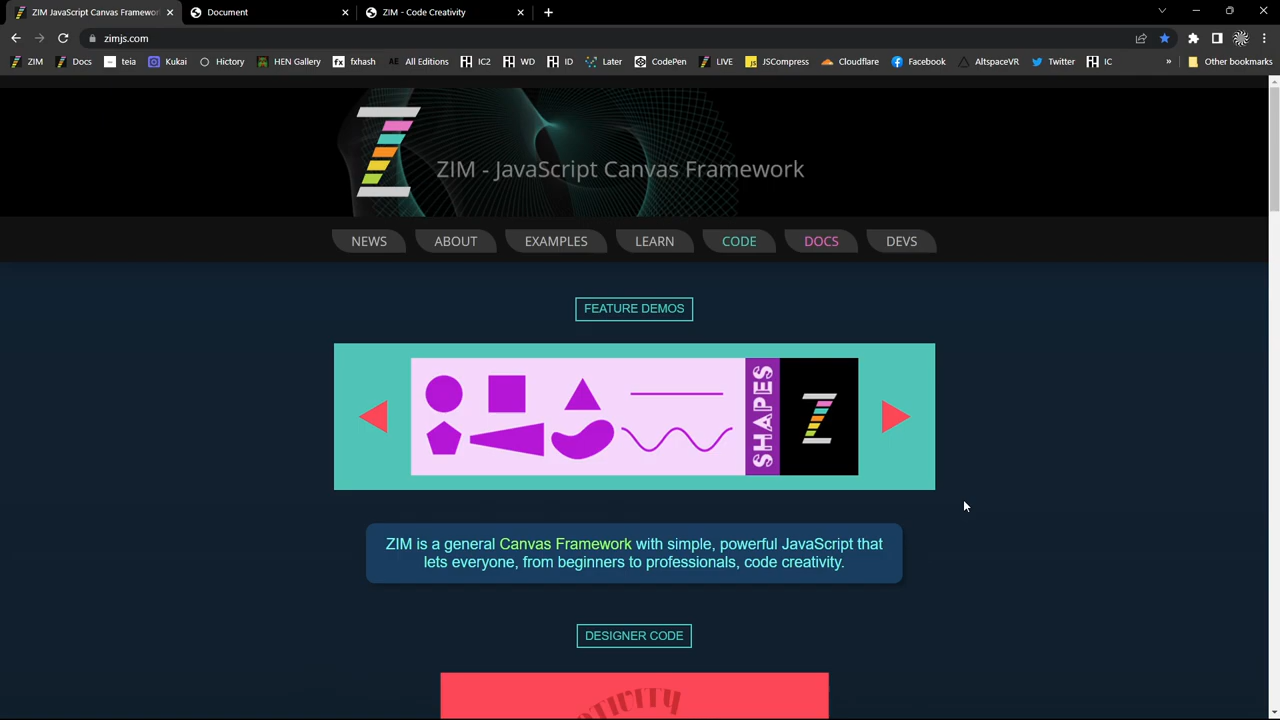 ZIM JavaScript Canvas Framework
Document
ZIM - Code Creativity
zimjs.com
ZIM Docs teia Kukai Hictory HEN Gallery fxhash All Editions IC2 WD ID Later CodePen LIVE JSCompress Cloudflare Facebook AltspaceVR Twitter IC » Other bookmarks
ZIM - JavaScript Canvas Framework
NEWS ABOUT EXAMPLES LEARN CODE DOCS DEVS
FEATURE DEMOS
SHAPES
ZIM is a general Canvas Framework with simple, powerful JavaScript that
lets everyone, from beginners to professionals, code creativity.
DESIGNER CODE